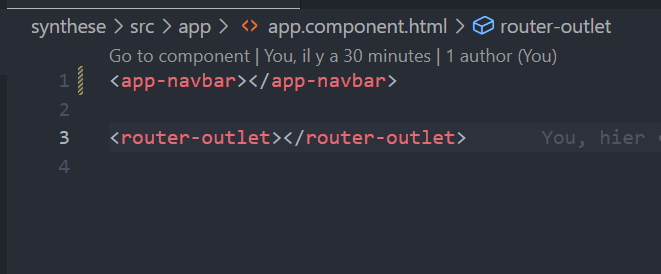 synthese > src > app > <> app.component.html > router-outlet
Go to component | You, il y a 30 minutes | 1 author (You)
1 <app-navbar></app-navbar>
2
3 <router-outlet></router-outlet> You, hier
4